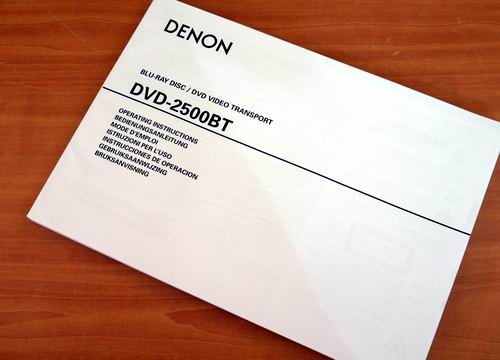 DENON
BLU-RAY DISC / DVD VIDEO TRANSPORT
DVD-2500BT
OPERATING INSTRUCTIONS
BEDIENUNGSANLEITUNG
MODE D'EMPLOI
ISTRUZIONI PER L'USO
INSTRUCCIONES DE OPERACION
GEBRUIKSAANWIJZING
BRUKSANVISNING